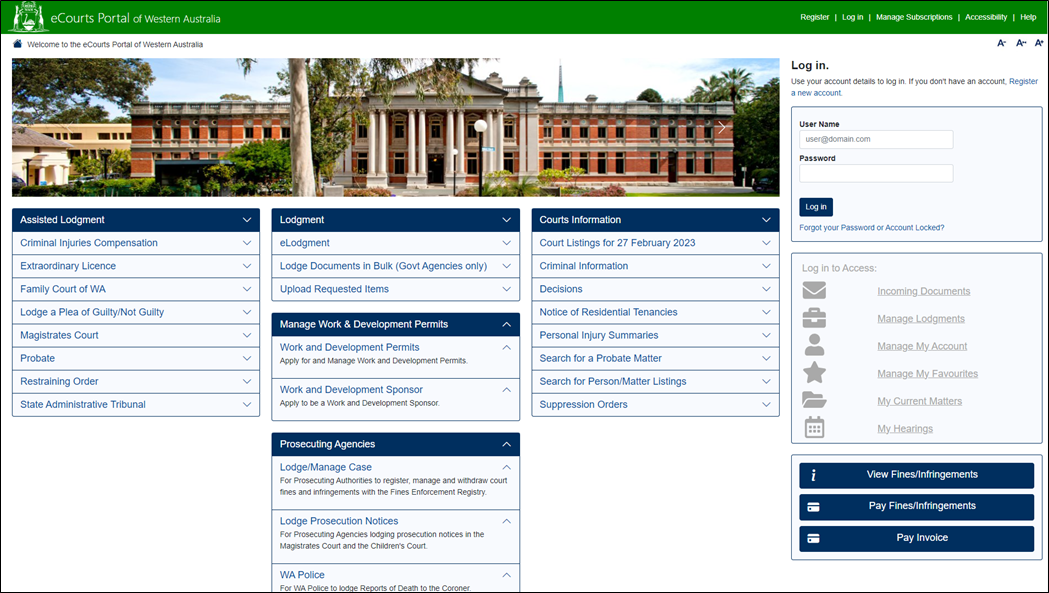 eCourts Portal of Western Australia
Register | Log in | Manage Subscriptions | Accessibility | Help
Welcome to the eCourts Portal of Western Australia
A- A+- A+
Log in.
Use your account details to log in. If you don't have an account, Register
a new account.
User Name
user@domain.com
Password
Log in
Forgot your Password or Account Locked?
Assisted Lodgment
Criminal Injuries Compensation
Extraordinary Licence
Family Court of WA
Lodge a Plea of Guilty/Not Guilty
Magistrates Court
Probate
Restraining Order
State Administrative Tribunal
Lodgment
eLodgment
Lodge Documents in Bulk (Govt Agencies only)
Upload Requested Items
Manage Work & Development Permits
Work and Development Permits
Apply for and Manage Work and Development Permits.
Work and Development Sponsor
Apply to be a Work and Development Sponsor.
Prosecuting Agencies
Lodge/Manage Case
For Prosecuting Authorities to register, manage and withdraw court
fines and infringements with the Fines Enforcement Registry.
Lodge Prosecution Notices
For Prosecuting Agencies lodging prosecution notices in the
Magistrates Court and the Children's Court.
WA Police
For WA Police to lodge Reports of Death to the Coroner.
Courts Information
Court Listings for 27 February 2023
Criminal Information
Decisions
Notice of Residential Tenancies
Personal Injury Summaries
Search for a Probate Matter
Search for Person/Matter Listings
Suppression Orders
Log in to Access:
Incoming Documents
Manage Lodgments
Manage My Account
Manage My Favourites
My Current Matters
My Hearings
View Fines/Infringements
Pay Fines/Infringements
Pay Invoice